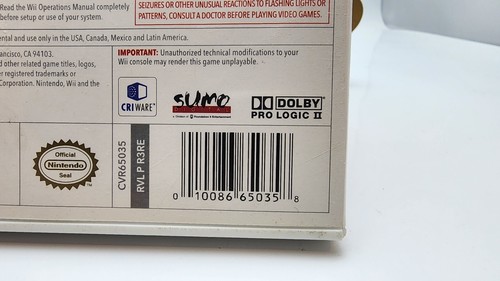 Read the Wii Operations Manual completely
before setup or use of your system.
SEIZURES OR OTHER UNUSUAL REACTIONS TO FLASHING LIGHTS OR
PATTERNS, CONSULT A DOCTOR BEFORE PLAYING VIDEO GAMES.
ental and use only in the USA, Canada, Mexico and Latin America.
ancisco, CA 94103.
d other related game titles, logos,
r registered trademarks or
Corporation. Nintendo, Wii and the
IMPORTANT: Unauthorized technical modifications to your
Wii console may render this game unplayable.
CRIWARE™
sumo
DIGITAL
DOLBY
PRO LOGIC II
Official
Nintendo
Seal
CVR65035
RVL P R3RE
0 10086 65035 8